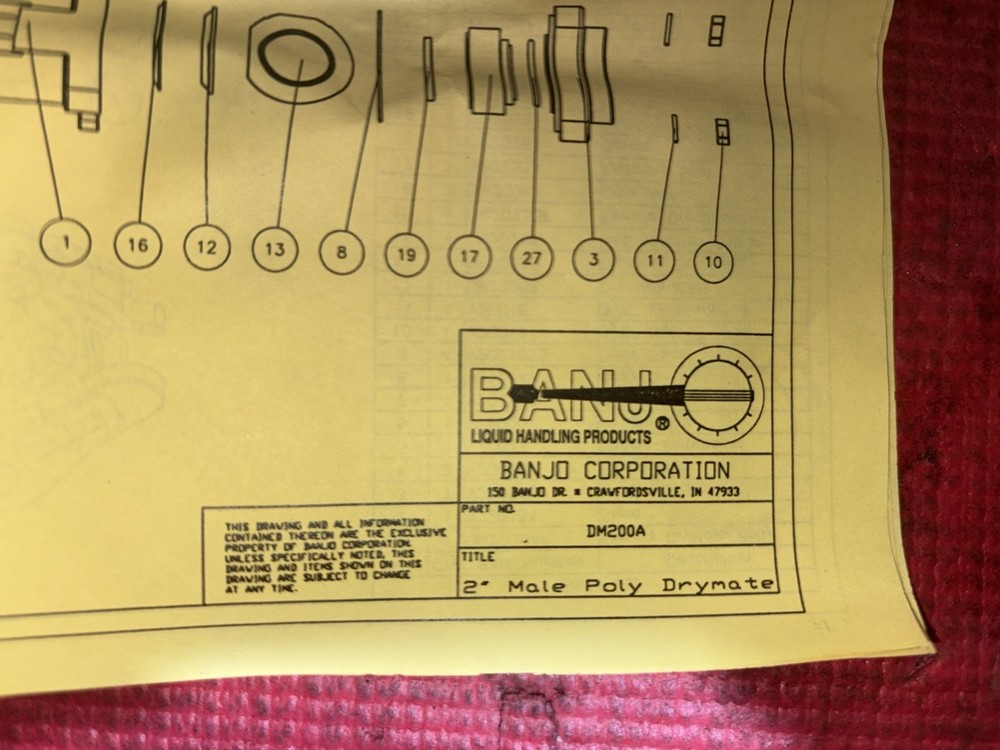 1 16 12 13 8 19 17 27 3 11 10
BANJO®
LIQUID HANDLING PRODUCTS
BANJO CORPORATION
150 BANJO DR. * CRAWFORDSVILLE, IN 47933
PART NO.
DM200A
TITLE
2" Male Poly Drymate
THIS DRAWING AND ALL INFORMATION
CONTAINED THEREON ARE THE EXCLUSIVE
PROPERTY OF BANJO CORPORATION.
UNLESS SPECIFICALLY NOTED, THIS
DRAWING AND ITEMS SHOWN ON THIS
DRAWING ARE SUBJECT TO CHANGE
AT ANY TIME.